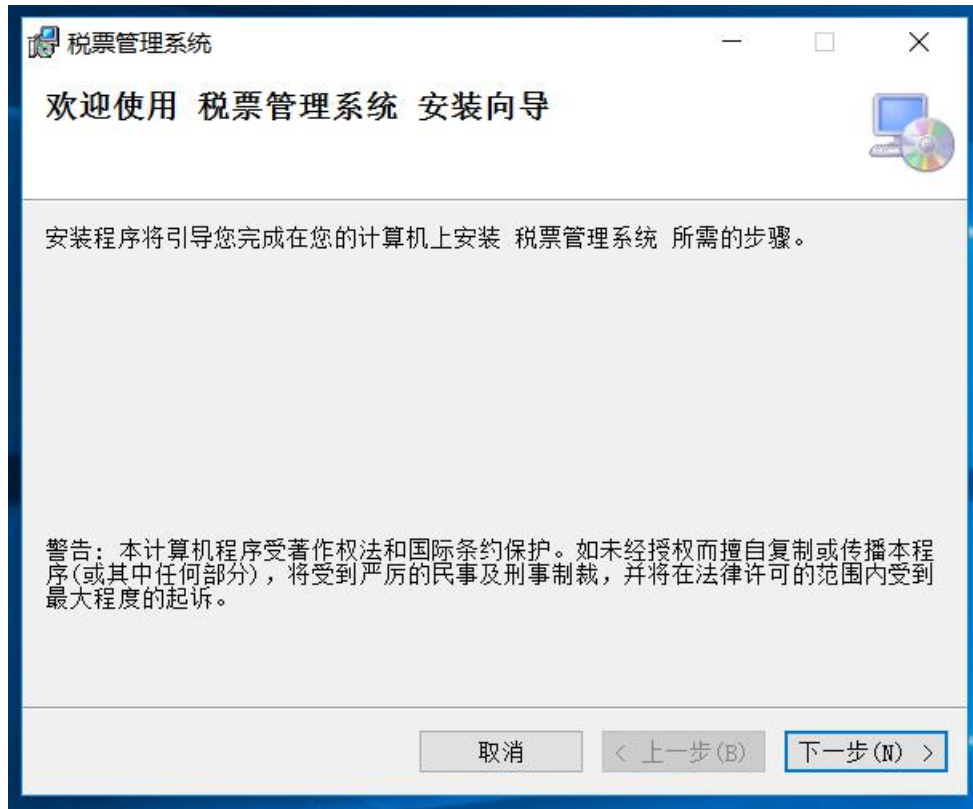 税票管理系统
欢迎使用 税票管理系统 安装向导
安装程序将引导您完成在您的计算机上安装 税票管理系统 所需的步骤。
警告: 本计算机程序受著作权法和国际条约保护。如未经授权而擅自复制或传播本程
序(或其中任何部分)，将受到严厉的民事及刑事制裁，并将在法律许可的范围内受到
最大程度的起诉。
取消 < 上一步(B) 下一步(N) >